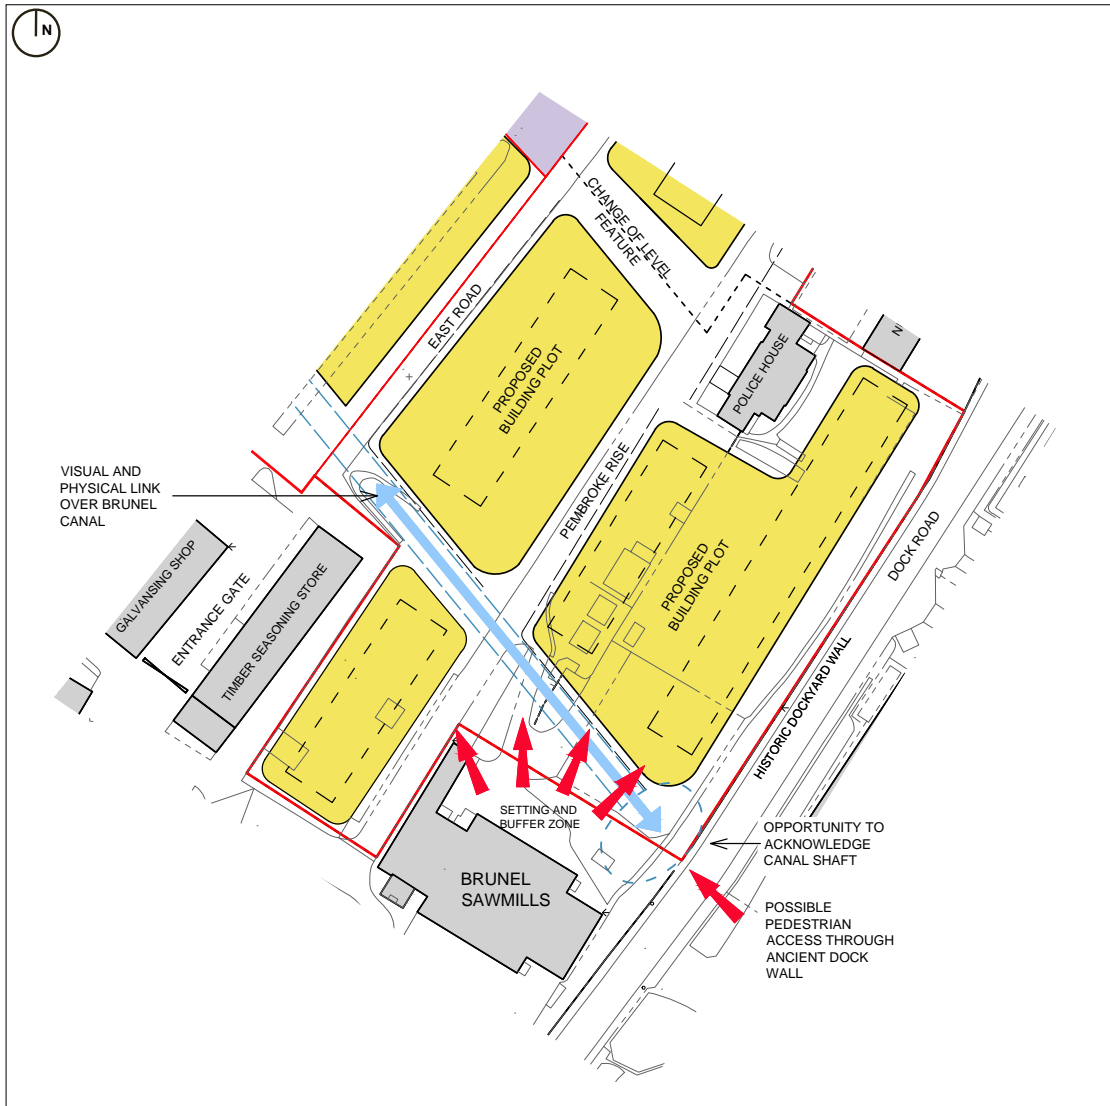 N
CHANGE OF LEVEL
FEATURE
EAST ROAD
N
POLICE HOUSE
PROPOSED
BUILDING PLOT
VISUAL AND
PHYSICAL LINK
OVER BRUNEL
CANAL
PEMBROKE RISE
DOCK ROAD
PROPOSED
BUILDING PLOT
GALVANSING SHOP
ENTRANCE GATE
TIMBER SEASONING STORE
HISTORIC DOCKYARD WALL
SETTING AND
BUFFER ZONE
OPPORTUNITY TO
ACKNOWLEDGE
CANAL SHAFT
BRUNEL
SAWMILLS
POSSIBLE
PEDESTRIAN
ACCESS THROUGH
ANCIENT DOCK
WALL